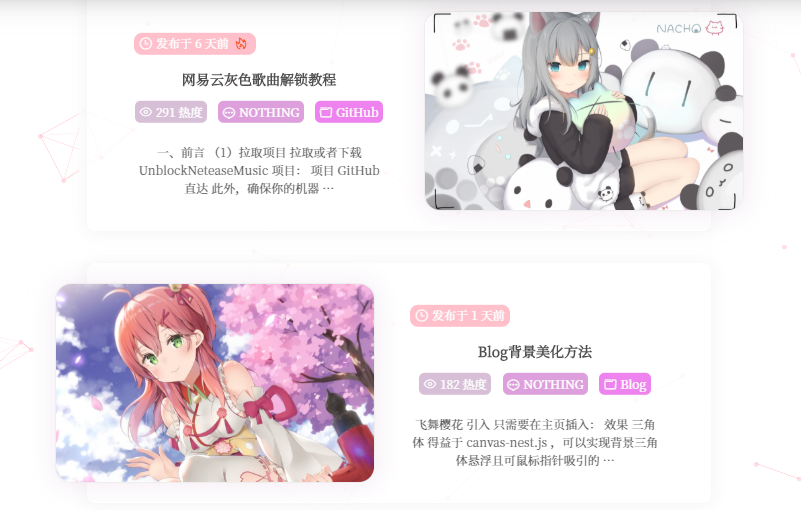 发布于 6 天前
NACHO
网易云灰色歌曲解锁教程
291 热度 NOTHING GitHub
一、前言 （1）拉取项目 拉取或者下载
UnblockNeteaseMusic 项目： 项目 GitHub
直达 此外，确保你的机器 …
发布于 1 天前
Blog背景美化方法
182 热度 NOTHING Blog
飞舞樱花 引入 只需要在主页插入： 效果 三角
体 得益于 canvas-nest.js ，可以实现背景三角
体悬浮且可鼠标指针吸引的 …